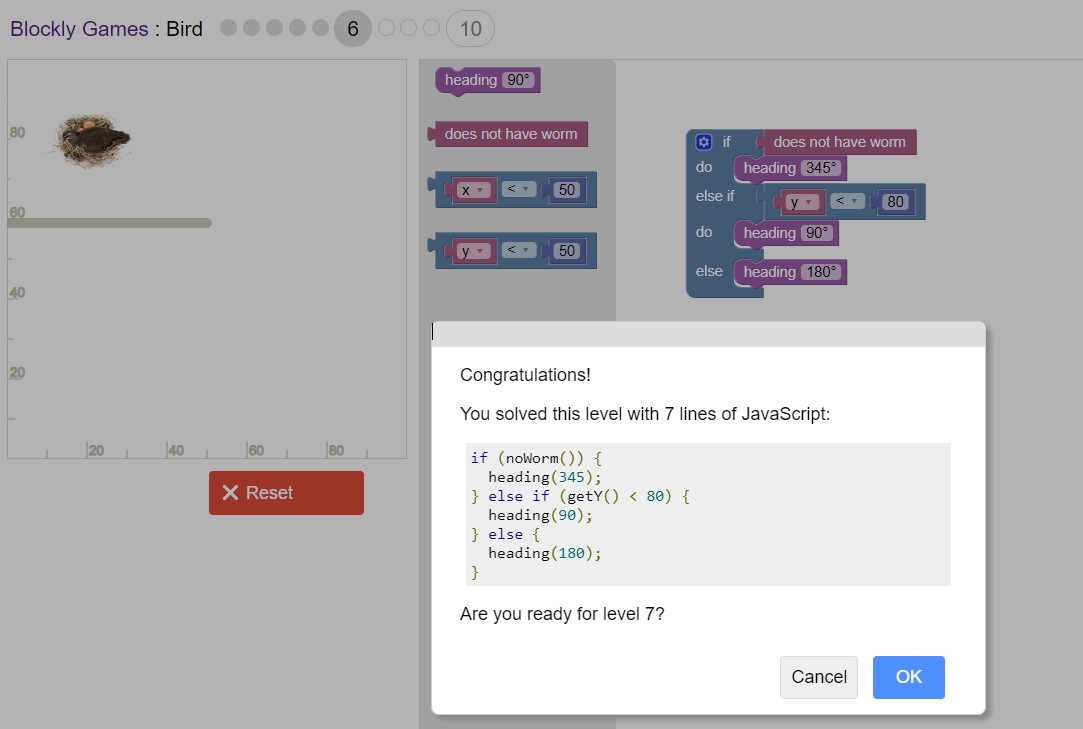 Blockly Games : Bird 6 10
heading 90°
does not have worm
x ▾ < ▾ 50
y ▾ < ▾ 50
if does not have worm
do heading 345°
else if y ▾ < ▾ 80
do heading 90°
else heading 180°
80
60
40
20
20 40 60 80
Reset
Congratulations!
You solved this level with 7 lines of JavaScript:
if (noWorm()) {
heading(345);
} else if (getY() < 80) {
heading(90);
} else {
heading(180);
}
Are you ready for level 7?
Cancel OK